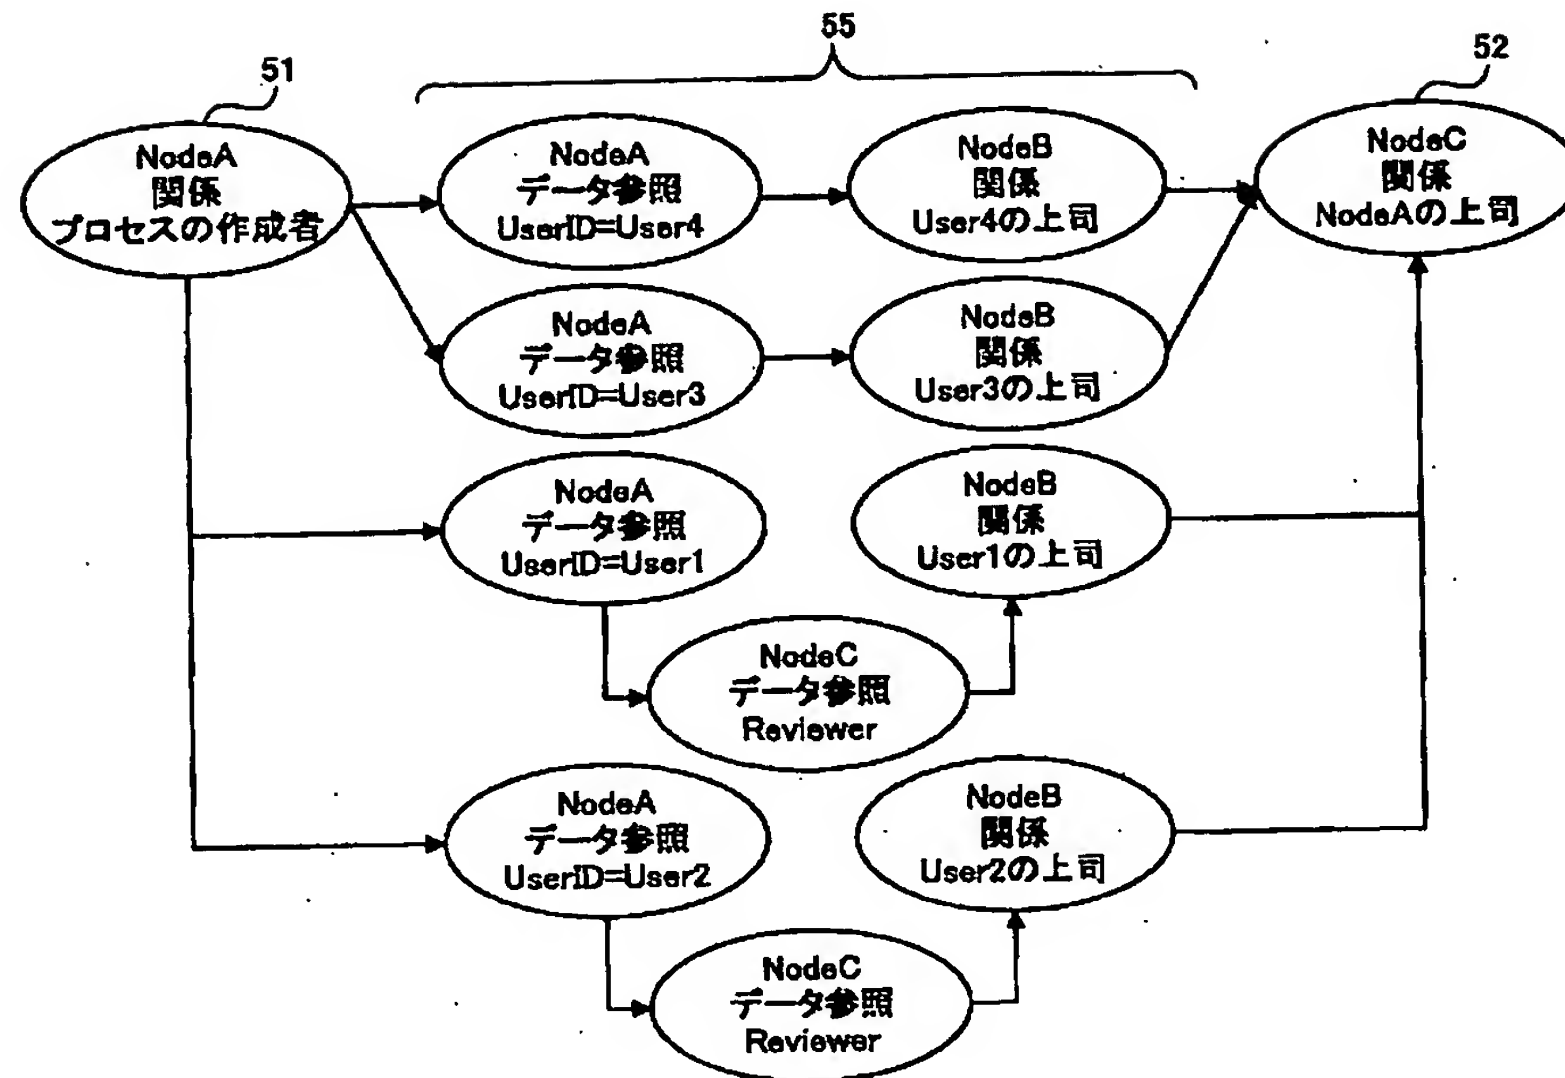 55
51
52
NodeA
関係
プロセスの作成者
NodeA
データ参照
UserID=User4
NodeB
関係
User4の上司
NodeC
関係
NodeAの上司
NodeA
データ参照
UserID=User3
NodeB
関係
User3の上司
NodeA
データ参照
UserID=User1
NodeB
関係
User1の上司
NodeC
データ参照
Reviewer
NodeA
データ参照
UserID=User2
NodeB
関係
User2の上司
NodeC
データ参照
Reviewer